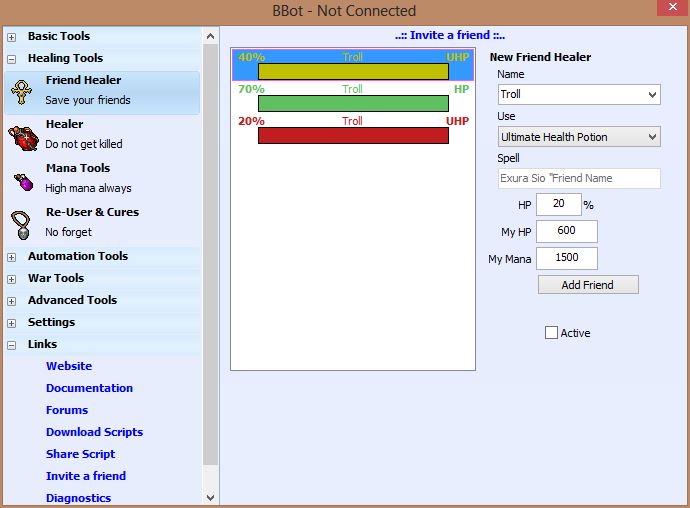 BBot - Not Connected
Basic Tools
Healing Tools
Friend Healer
Save your friends
Healer
Do not get killed
Mana Tools
High mana always
Re-User & Cures
No forget
Automation Tools
War Tools
Advanced Tools
Settings
Links
Website
Documentation
Forums
Download Scripts
Share Script
Invite a friend
Diagnostics
..:: Invite a friend ::..
40% Troll UHP
70% Troll HP
20% Troll UHP
New Friend Healer
Name
Troll
Use
Ultimate Health Potion
Spell
Exura Sio "Friend Name
HP 20 %
My HP 600
My Mana 1500
Add Friend
Active